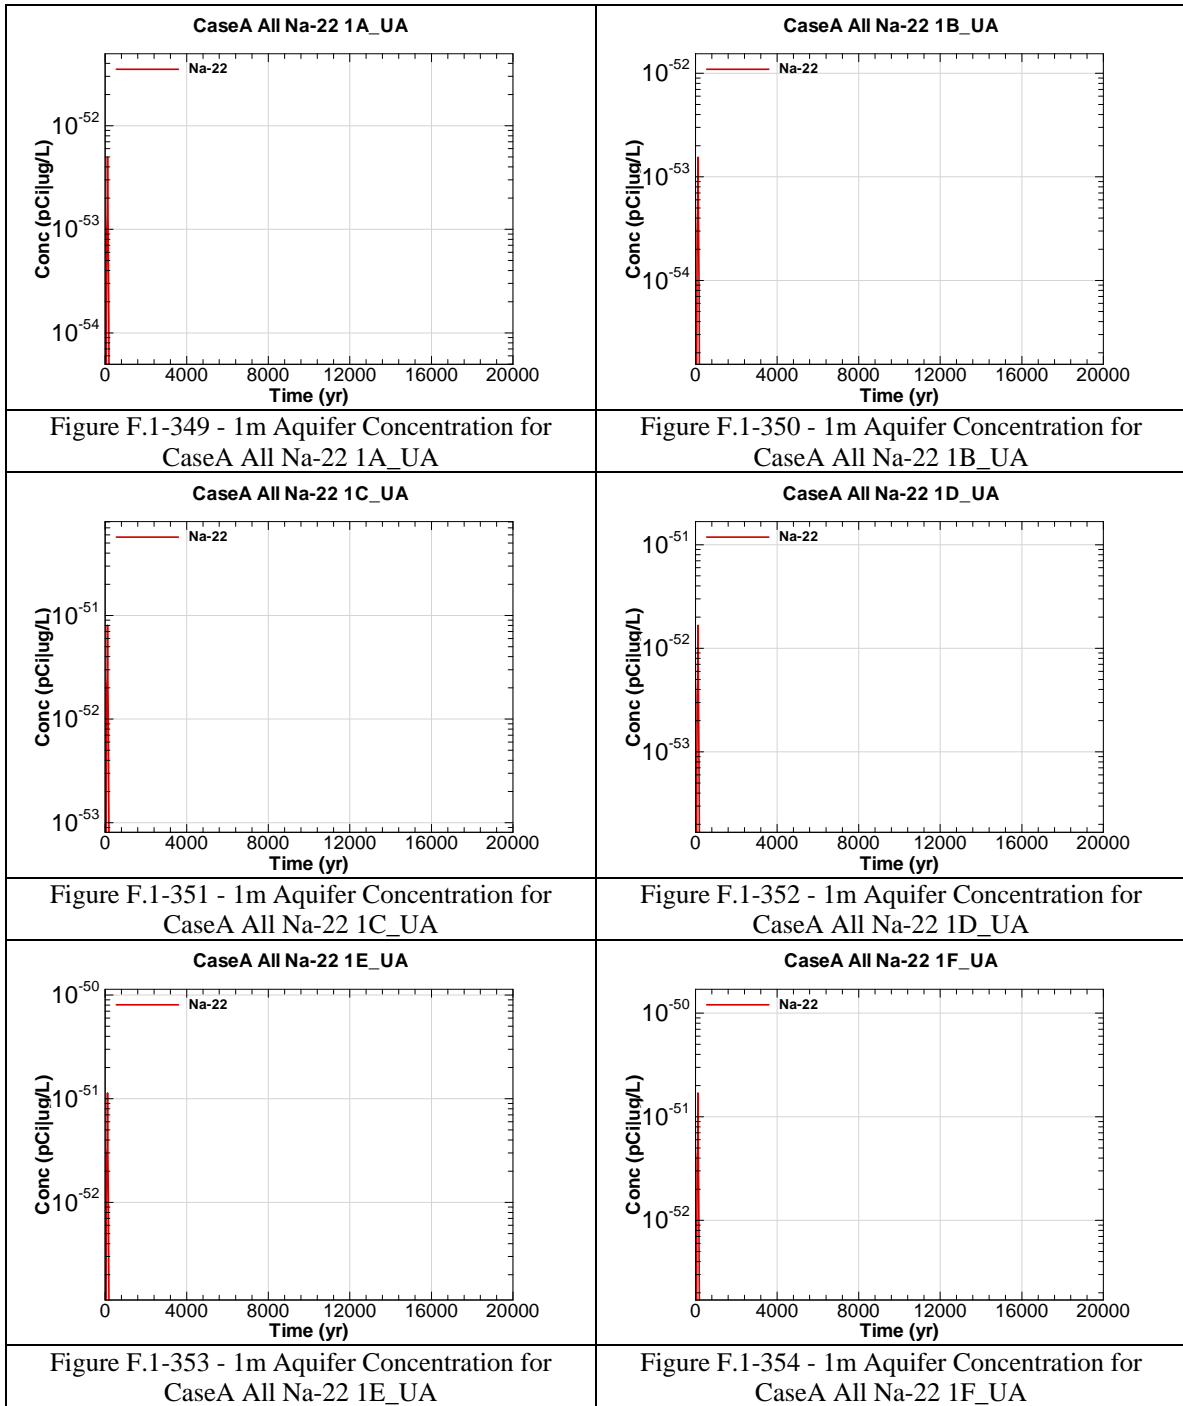 CaseA All Na-22 1A_UA
Na-22
Conc (pCi|ug/L)
10-52
10-53
10-54
0 4000 8000 12000 16000 20000
Time (yr)
Figure F.1-349 - 1m Aquifer Concentration for
CaseA All Na-22 1A_UA
CaseA All Na-22 1B_UA
Na-22
Conc (pCi|ug/L)
10-52
10-53
10-54
0 4000 8000 12000 16000 20000
Time (yr)
Figure F.1-350 - 1m Aquifer Concentration for
CaseA All Na-22 1B_UA
CaseA All Na-22 1C_UA
Na-22
Conc (pCi|ug/L)
10-51
10-52
10-53
0 4000 8000 12000 16000 20000
Time (yr)
Figure F.1-351 - 1m Aquifer Concentration for
CaseA All Na-22 1C_UA
CaseA All Na-22 1D_UA
Na-22
Conc (pCi|ug/L)
10-51
10-52
10-53
0 4000 8000 12000 16000 20000
Time (yr)
Figure F.1-352 - 1m Aquifer Concentration for
CaseA All Na-22 1D_UA
CaseA All Na-22 1E_UA
Na-22
Conc (pCi|ug/L)
10-50
10-51
10-52
0 4000 8000 12000 16000 20000
Time (yr)
Figure F.1-353 - 1m Aquifer Concentration for
CaseA All Na-22 1E_UA
CaseA All Na-22 1F_UA
Na-22
Conc (pCi|ug/L)
10-50
10-51
10-52
0 4000 8000 12000 16000 20000
Time (yr)
Figure F.1-354 - 1m Aquifer Concentration for
CaseA All Na-22 1F_UA